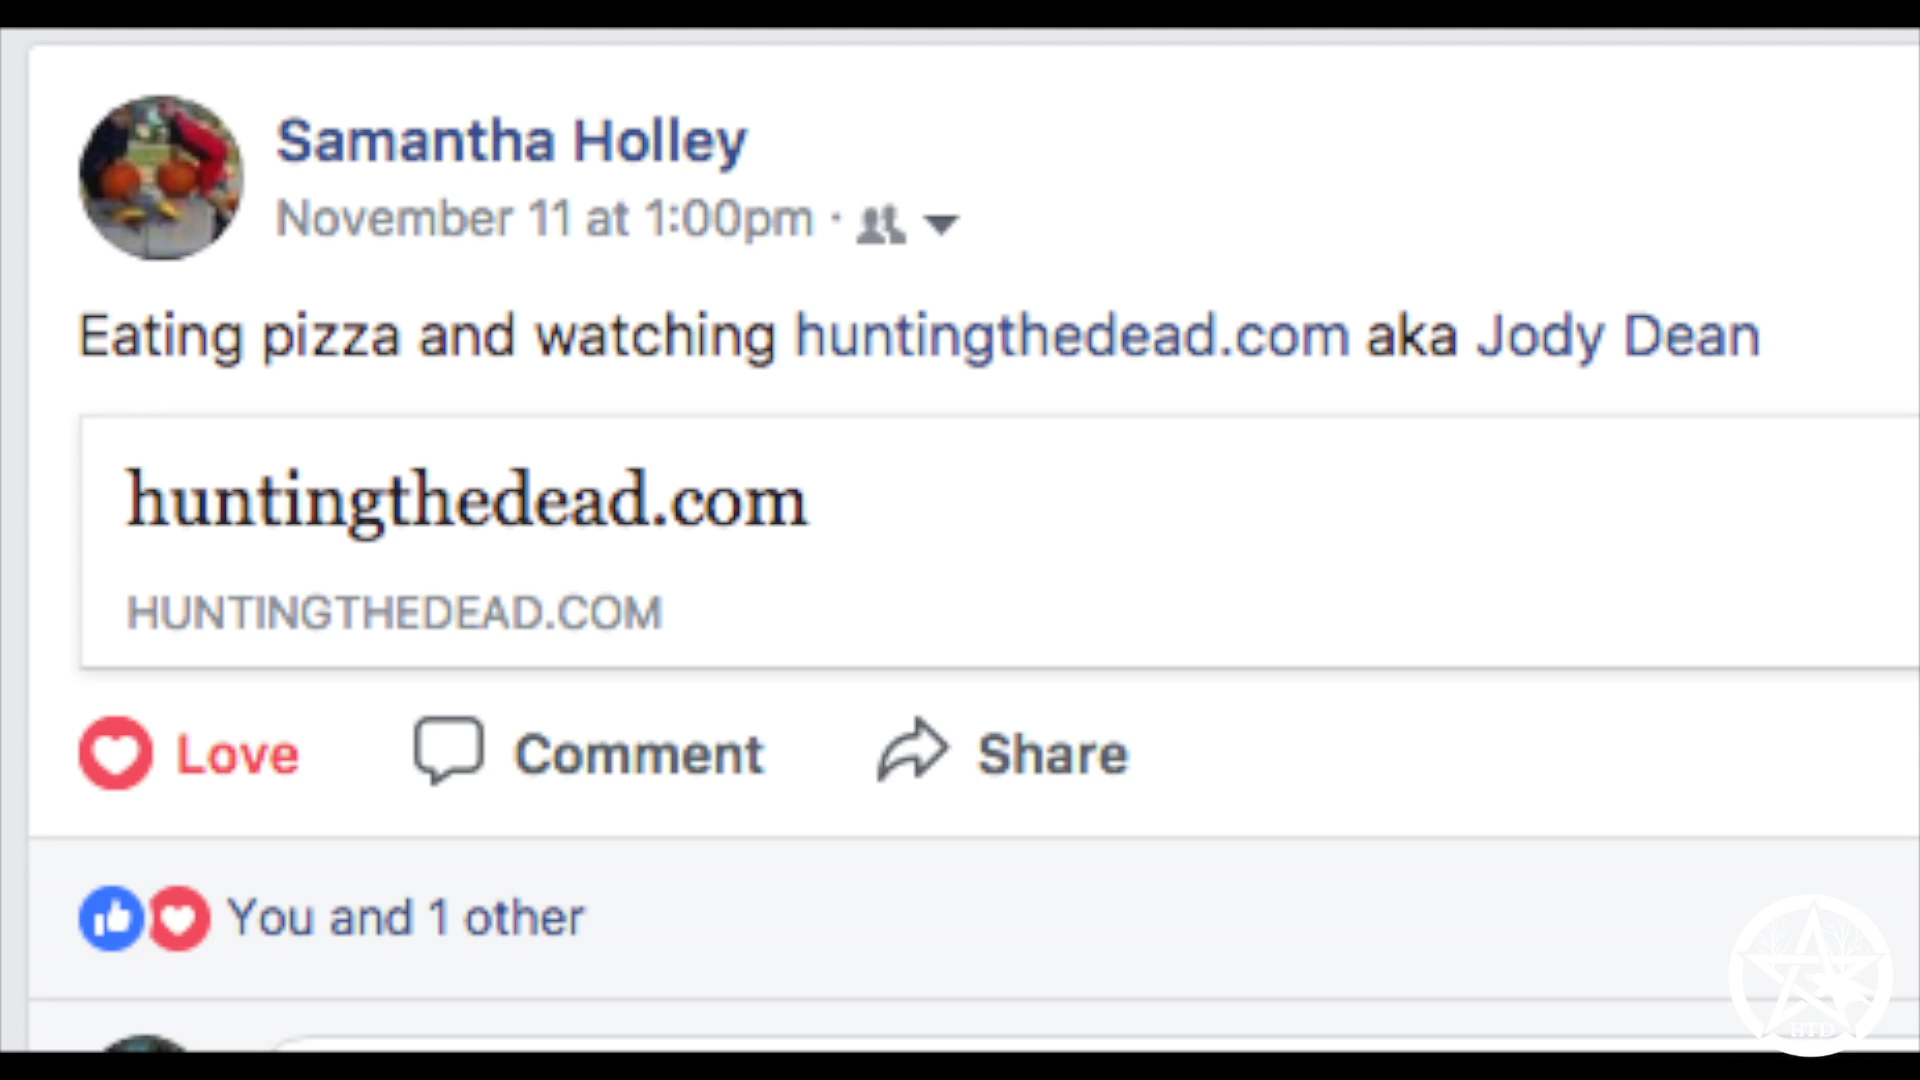 Samantha Holley
November 11 at 1:00pm ·
Eating pizza and watching huntingthedead.com aka Jody Dean
huntingthedead.com
HUNTINGTHEDEAD.COM
Love Comment Share
You and 1 other
HTD